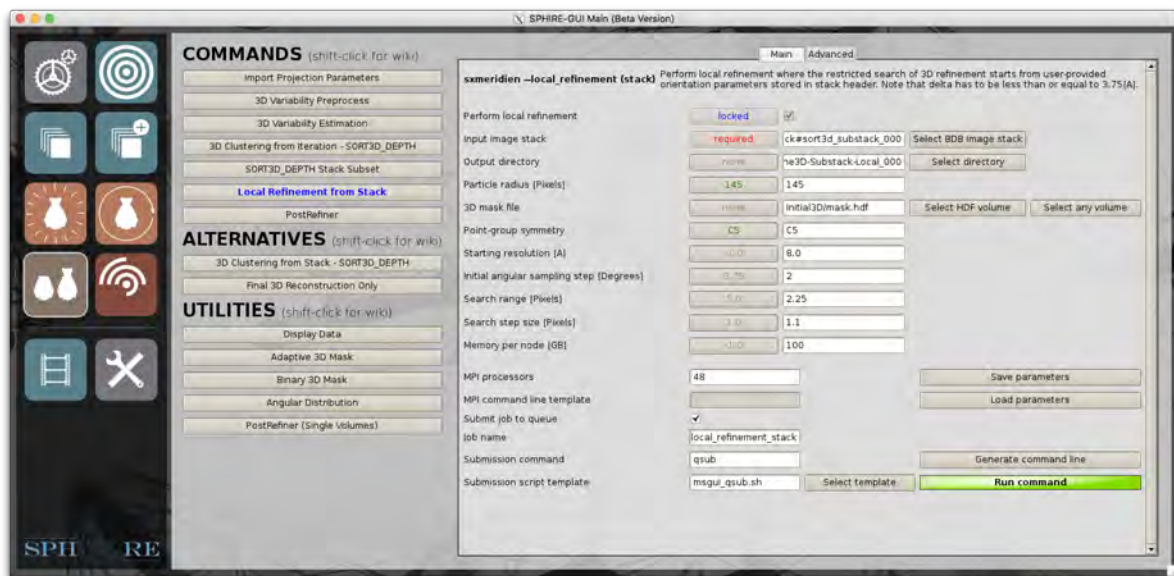 SPHIRE-GUI Main (Beta Version)
COMMANDS (shift-click for wiki)
Import Projection Parameters
3D Variability Preprocess
3D Variability Estimation
3D Clustering from Iteration - SORT3D_DEPTH
SORT3D_DEPTH Stack Subset
Local Refinement from Stack
PostRefiner
ALTERNATIVES (shift-click for wiki)
3D Clustering from Stack - SORT3D_DEPTH
Final 3D Reconstruction Only
UTILITIES (shift-click for wiki)
Display Data
Adaptive 3D Mask
Binary 3D Mask
Angular Distribution
PostRefiner (Single Volumes)
SPH RE
Main Advanced
sxmeridien --local_refinement (stack) Perform local refinement where the restricted search of 3D refinement starts from user-provided
orientation parameters stored in stack header. Note that delta has to be less than or equal to 3.75[A].
Perform local refinement locked
Input image stack required ck#sort3d_substack_000 Select BDB image stack
Output directory none ne3D-Substack-Local_000 Select directory
Particle radius [Pixels] 145 145
3D mask file none Initial3D/mask.hdf Select HDF volume Select any volume
Point-group symmetry C5 C5
Starting resolution [A] -1.0 8.0
Initial angular sampling step [Degrees] 3.75 2
Search range [Pixels] 5.0 2.25
Search step size [Pixels] 1.0 1.1
Memory per node [GB] -1.0 100
MPI processors 48 Save parameters
MPI command line template Load parameters
Submit job to queue
Job name local_refinement_stack
Submission command qsub Generate command line
Submission script template msgui_qsub.sh Select template Run command